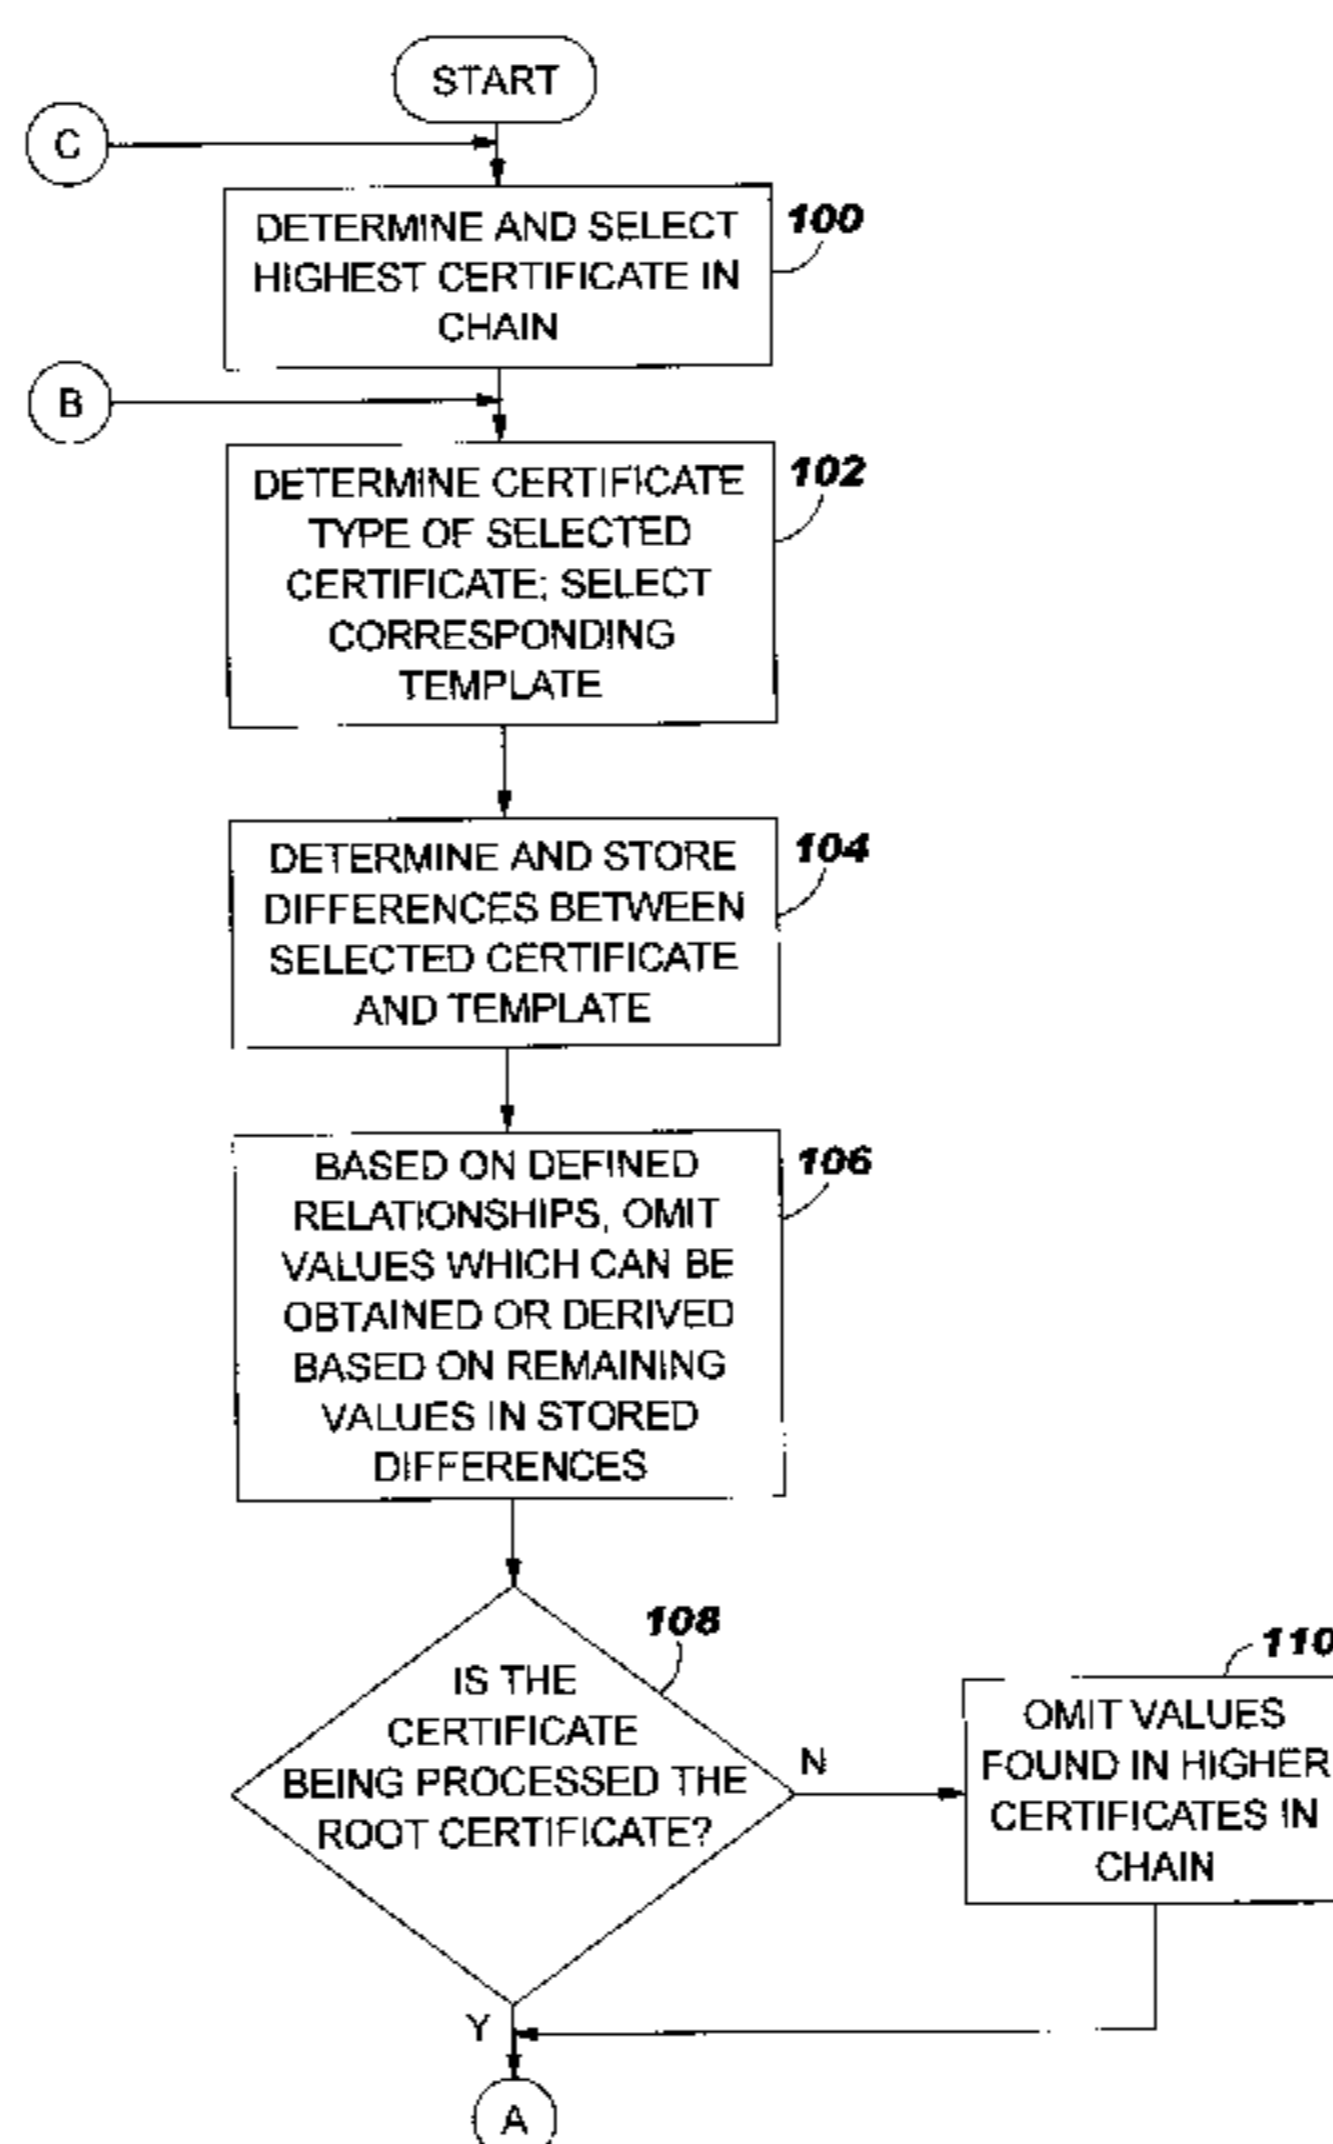 START
C
DETERMINE AND SELECT
HIGHEST CERTIFICATE IN
CHAIN
100
B
DETERMINE CERTIFICATE
TYPE OF SELECTED
CERTIFICATE; SELECT
CORRESPONDING
TEMPLATE
102
DETERMINE AND STORE
DIFFERENCES BETWEEN
SELECTED CERTIFICATE
AND TEMPLATE
104
BASED ON DEFINED
RELATIONSHIPS, OMIT
VALUES WHICH CAN BE
OBTAINED OR DERIVED
BASED ON REMAINING
VALUES IN STORED
DIFFERENCES
106
IS THE
CERTIFICATE
BEING PROCESSED THE
ROOT CERTIFICATE?
108
N
110
OMIT VALUES
FOUND IN HIGHER
CERTIFICATES IN
CHAIN
Y
A